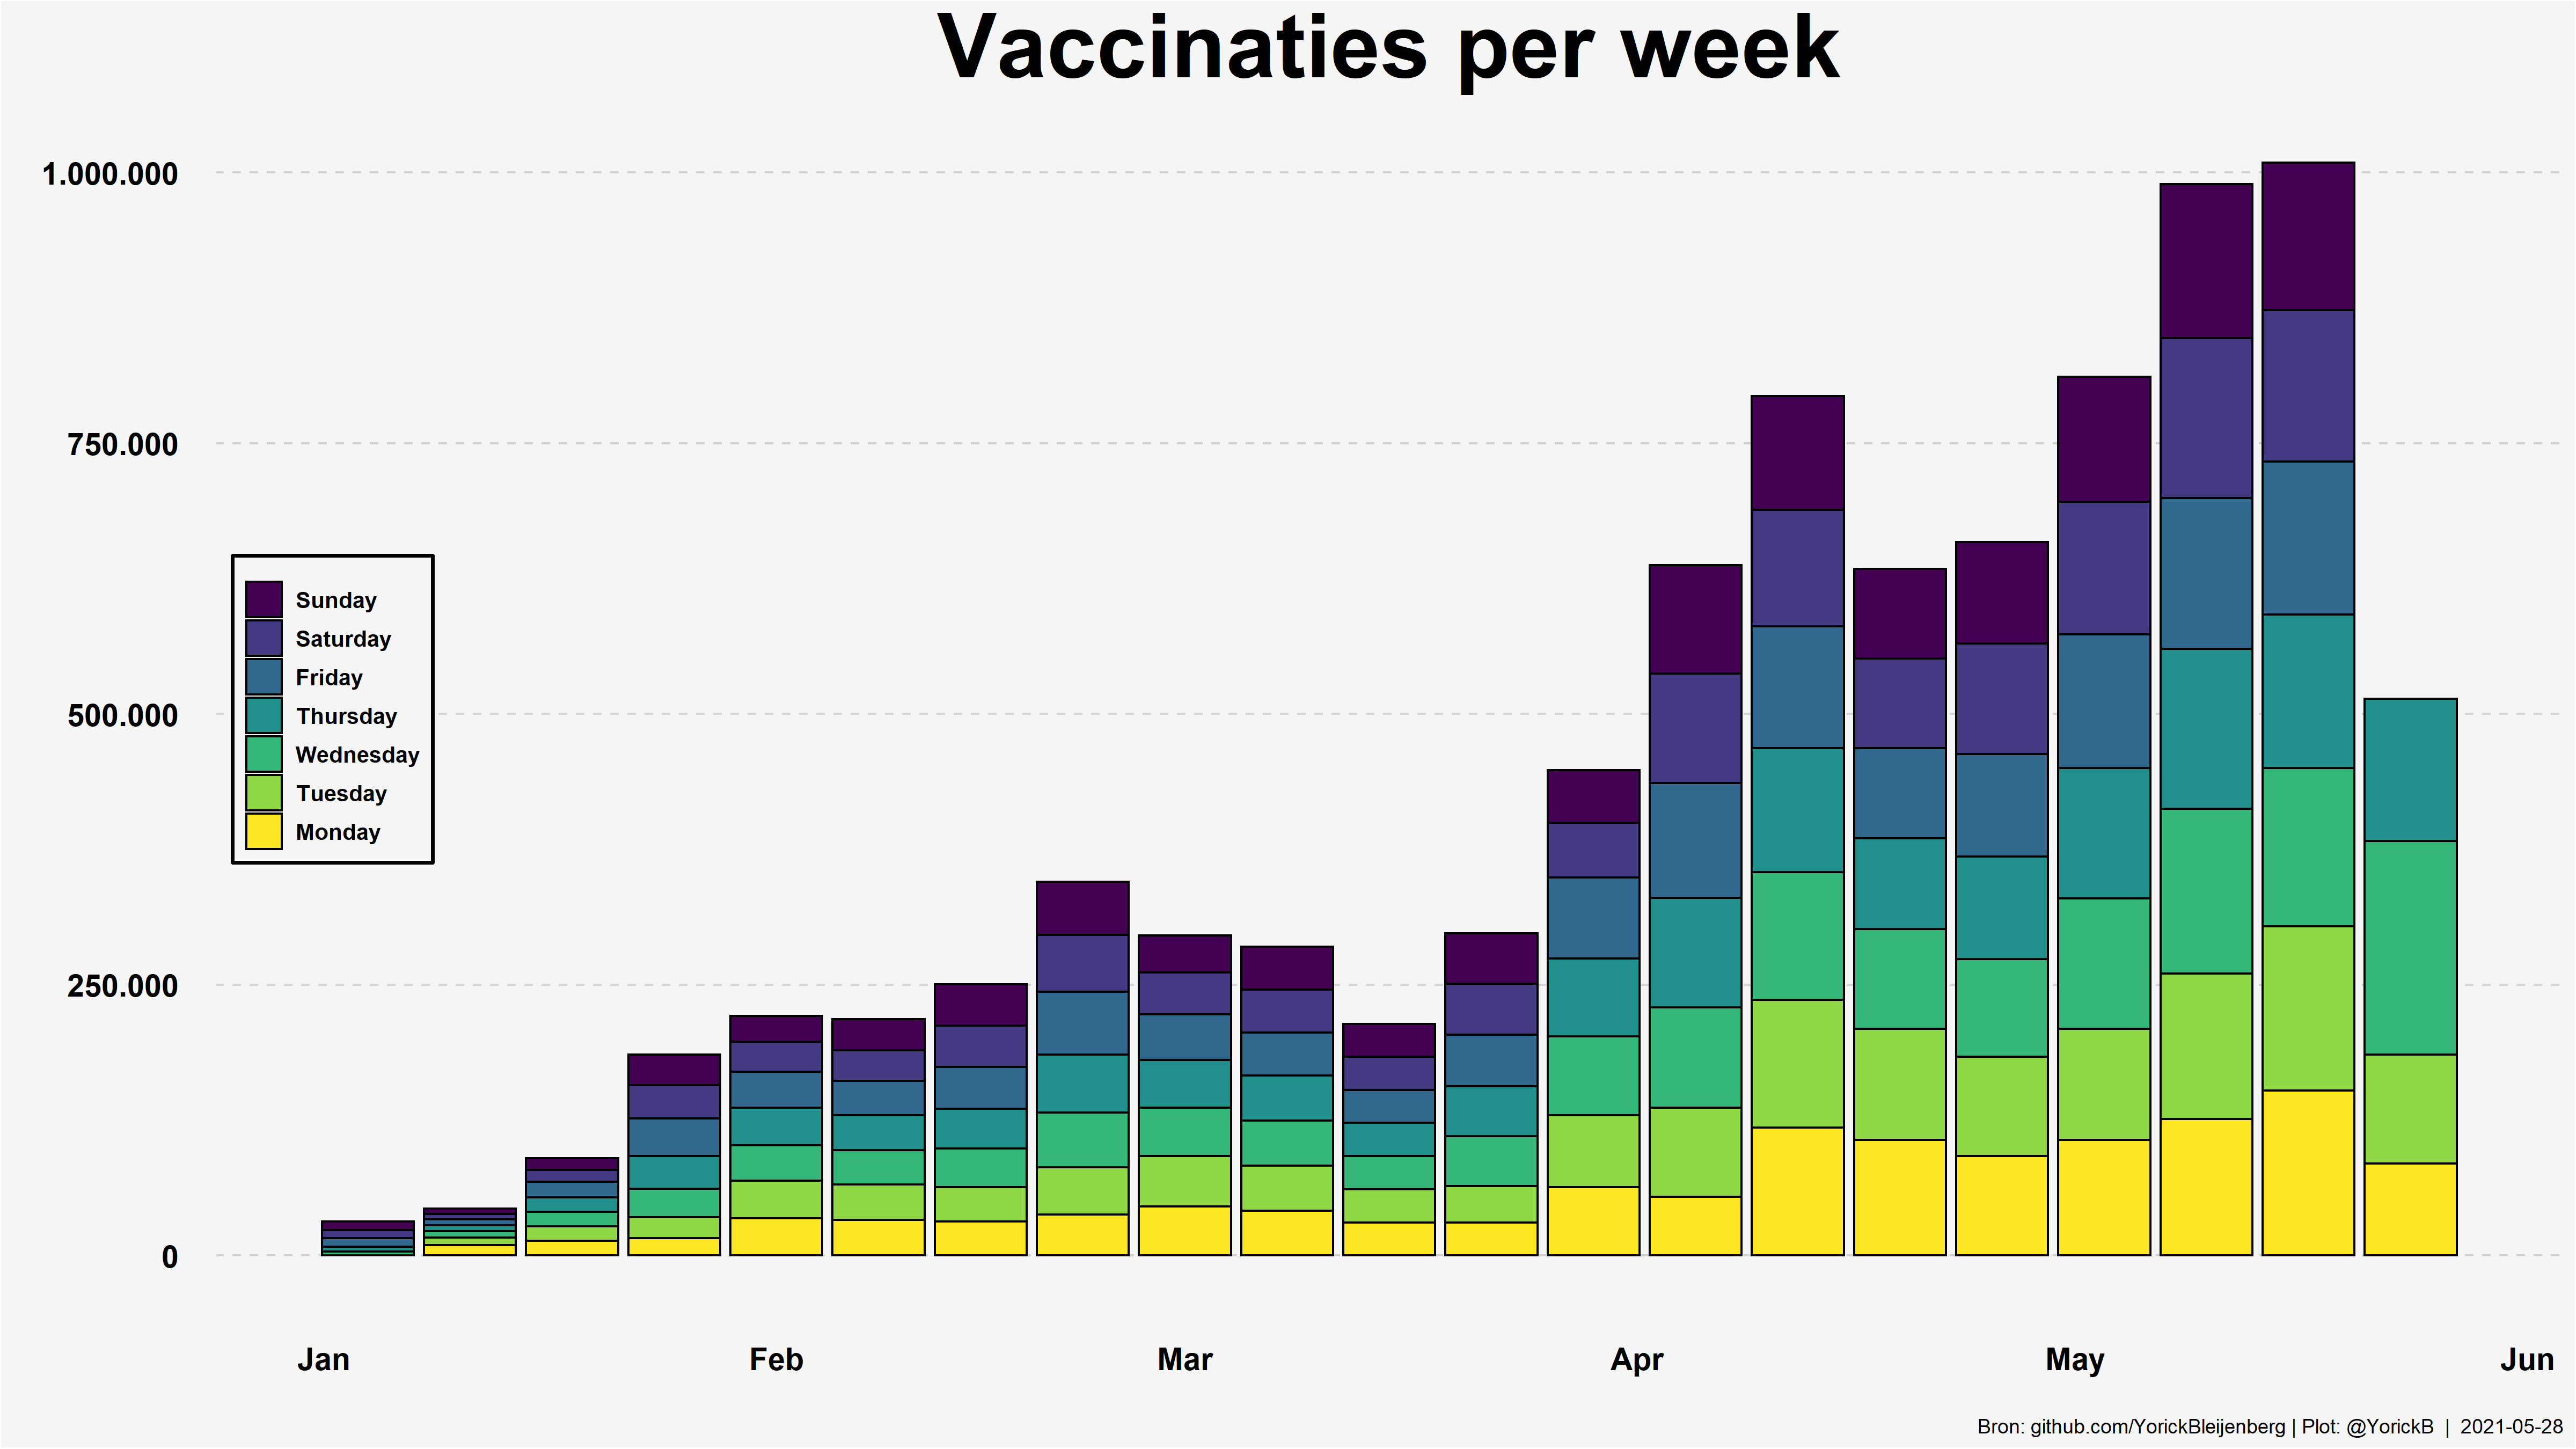 Vaccinaties per week
1.000.000
750.000
500.000
250.000
0
Sunday
Saturday
Friday
Thursday
Wednesday
Tuesday
Monday
Jan Feb Mar Apr May Jun
Bron: github.com/YorickBleijenberg | Plot: @YorickB | 2021-05-28